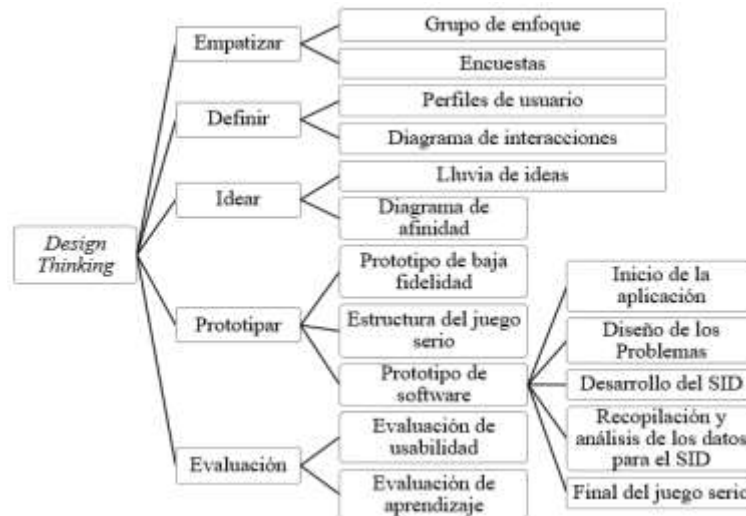 Design
Thinking
Empatizar
Grupo de enfoque
Encuestas
Definir
Perfiles de usuario
Diagrama de interacciones
Idear
Lluvia de ideas
Diagrama de
afinidad
Prototipar
Prototipo de baja
fidelidad
Estructura del juego
serio
Prototipo de
software
Inicio de la
aplicación
Diseño de los
Problemas
Desarrollo del SID
Recopilación y
análisis de los datos
para el SID
Final del juego serio
Evaluación
Evaluación de
usabilidad
Evaluación de
aprendizaje